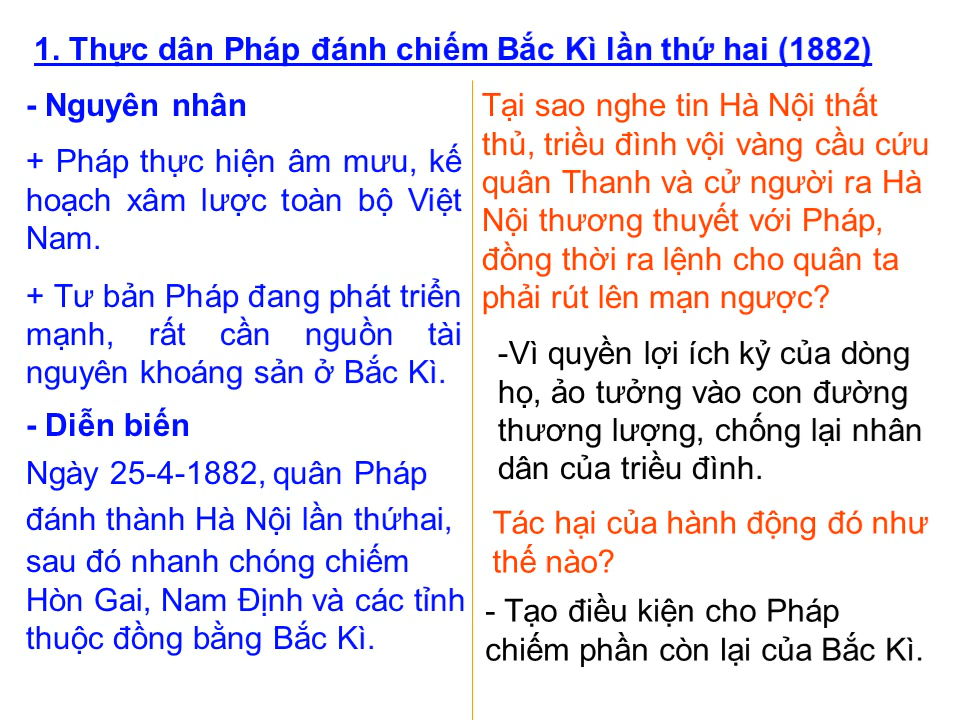 1. Thực dân Pháp đánh chiếm Bắc Kì lần thứ hai (1882)
- Nguyên nhân
+ Pháp thực hiện âm mưu, kế
hoạch xâm lược toàn bộ Việt
Nam.
+ Tư bản Pháp đang phát triển
mạnh, rất cần nguồn tài
nguyên khoáng sản ở Bắc Kì.
- Diễn biến
Ngày 25-4-1882, quân Pháp
đánh thành Hà Nội lần thứhai,
sau đó nhanh chóng chiếm
Hòn Gai, Nam Định và các tỉnh
thuộc đồng bằng Bắc Kì.
Tại sao nghe tin Hà Nội thất
thủ, triều đình vội vàng cầu cứu
quân Thanh và cử người ra Hà
Nội thương thuyết với Pháp,
đồng thời ra lệnh cho quân ta
phải rút lên mạn ngược?
-Vì quyền lợi ích kỷ của dòng
họ, ảo tưởng vào con đường
thương lượng, chống lại nhân
dân của triều đình.
Tác hại của hành động đó như
thế nào?
- Tạo điều kiện cho Pháp
chiếm phần còn lại của Bắc Kì.